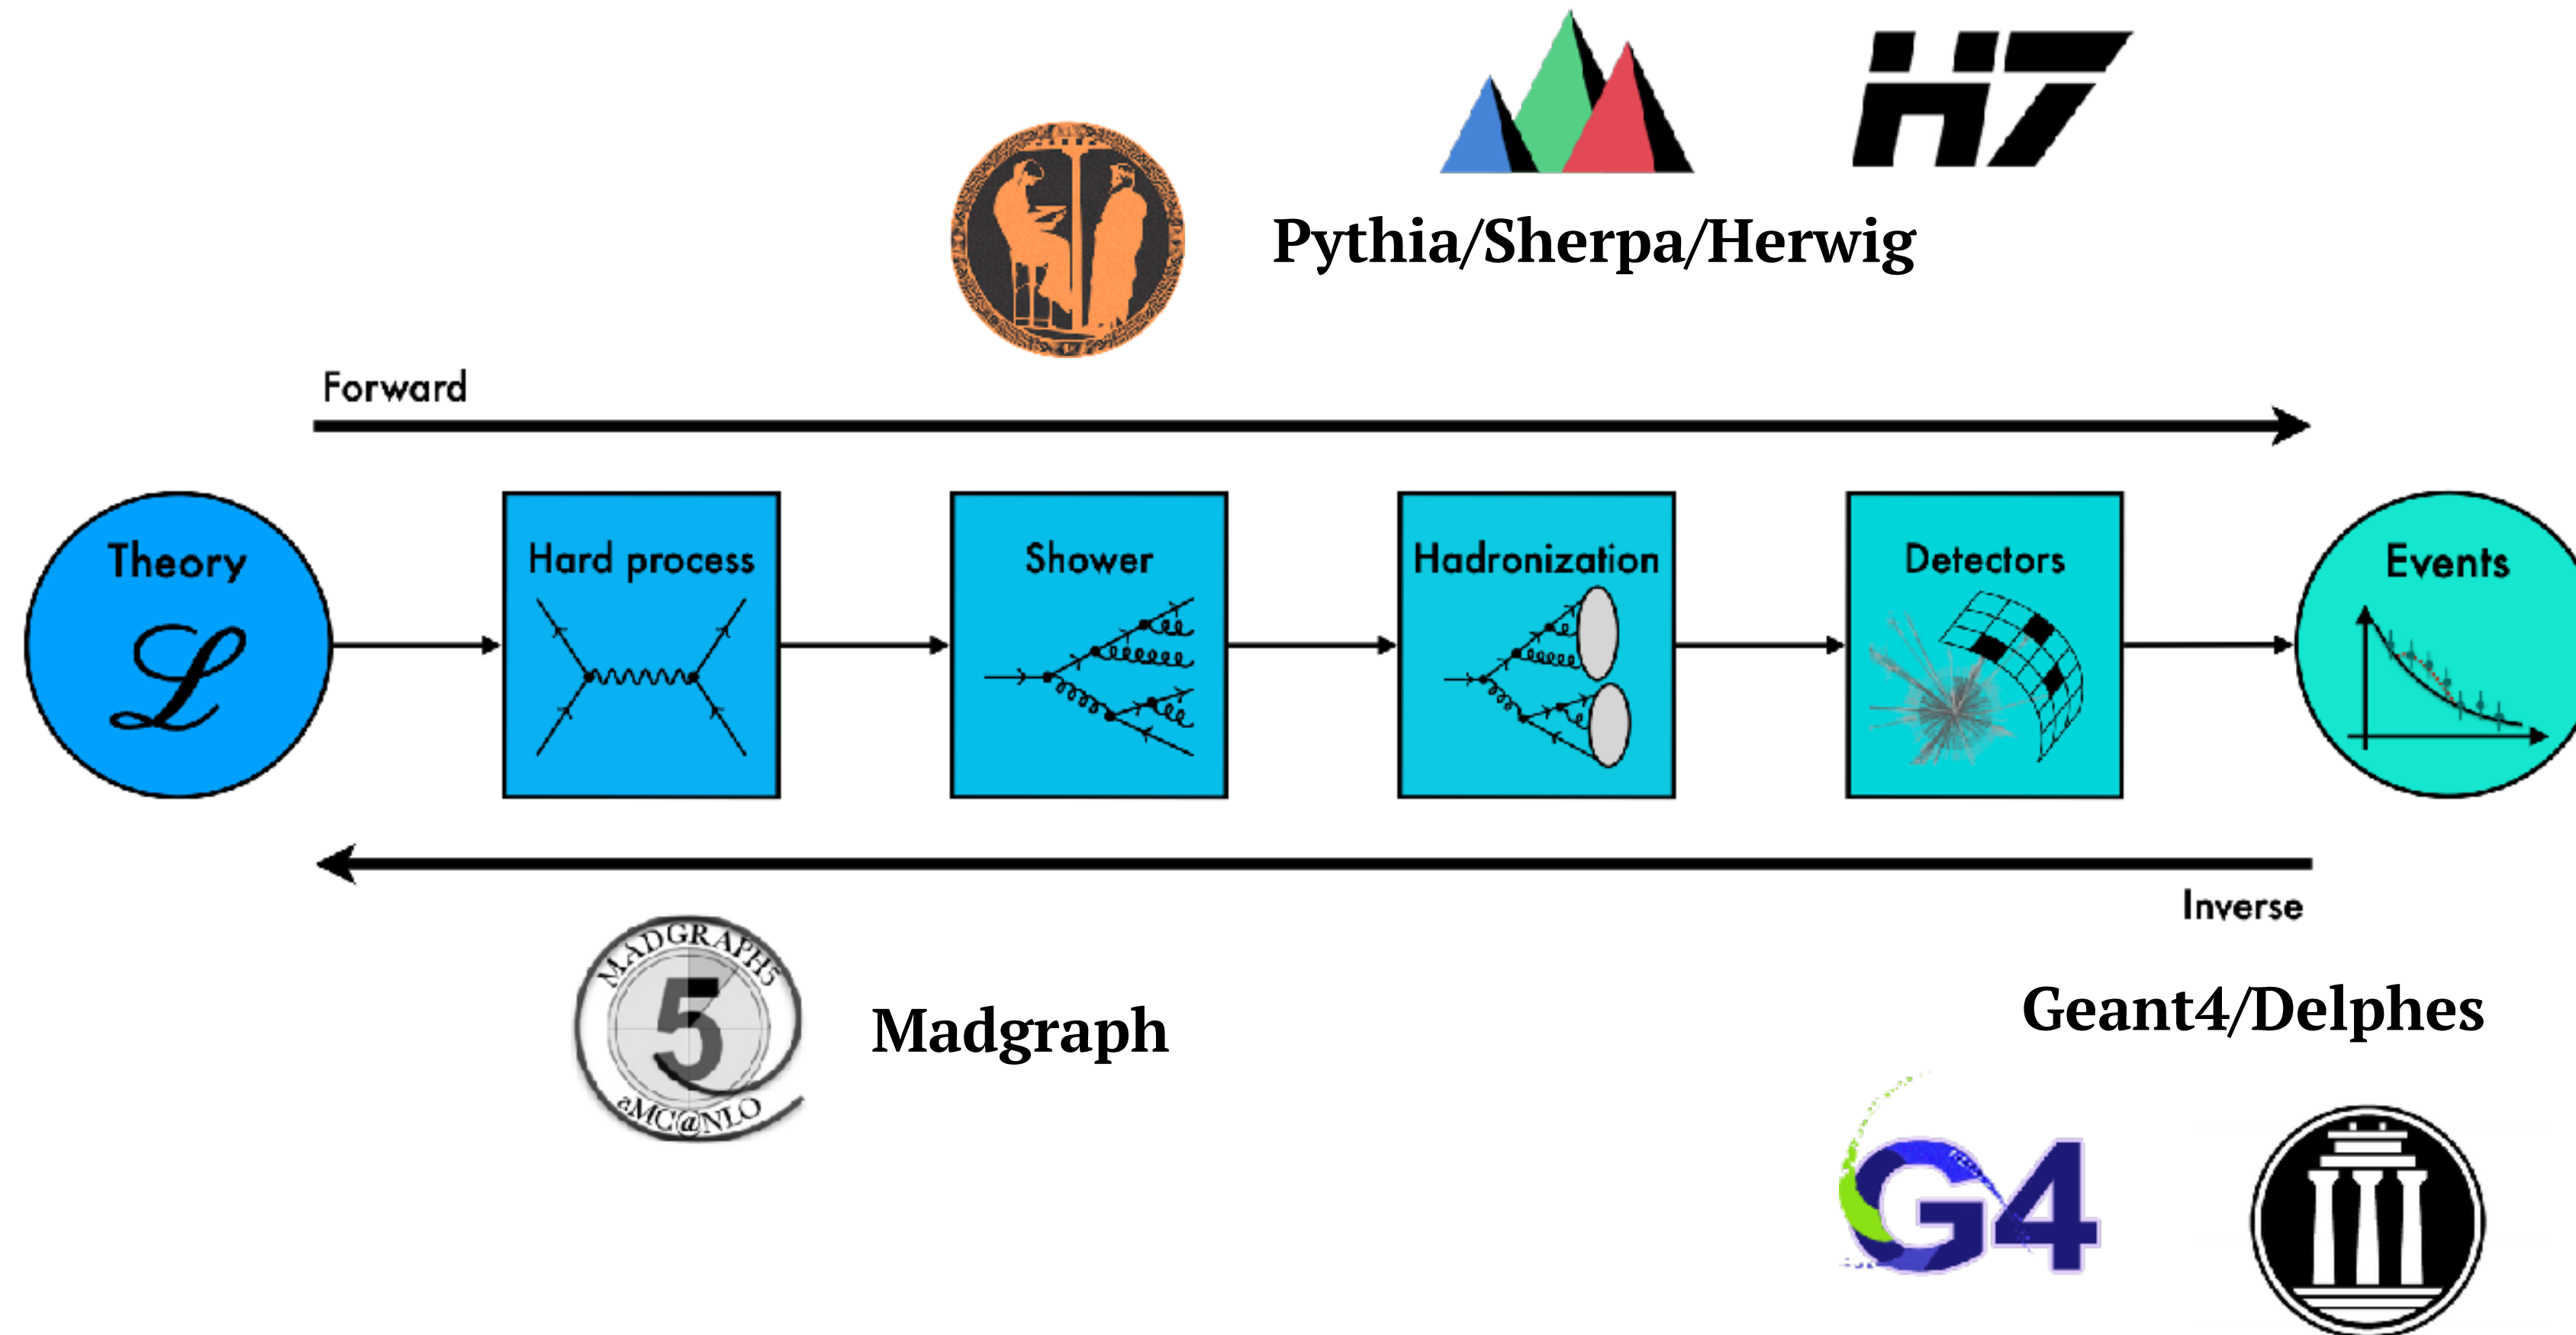 H7
Pythia/Sherpa/Herwig
Forward
Theory
ℒ
Hard process
Shower
Hadronization
Detectors
Events
Inverse
MADGRAPH5
5
aMC@NLO
Madgraph
Geant4/Delphes
G4